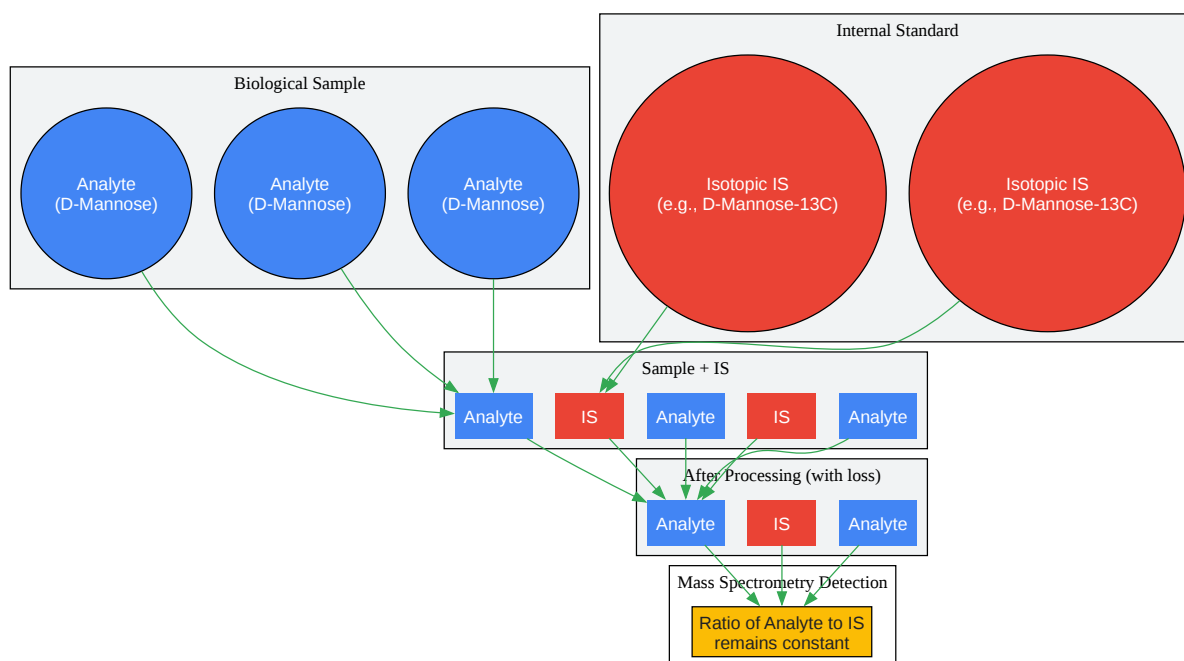 Internal Standard
Biological Sample
Analyte
(D-Mannose)
Analyte
(D-Mannose)
Analyte
(D-Mannose)
Isotopic IS
(e.g., D-Mannose-13C)
Isotopic IS
(e.g., D-Mannose-13C)
Sample + IS
Analyte
IS
Analyte
IS
Analyte
After Processing (with loss)
Analyte
IS
Analyte
Mass Spectrometry Detection
Ratio of Analyte to IS
remains constant